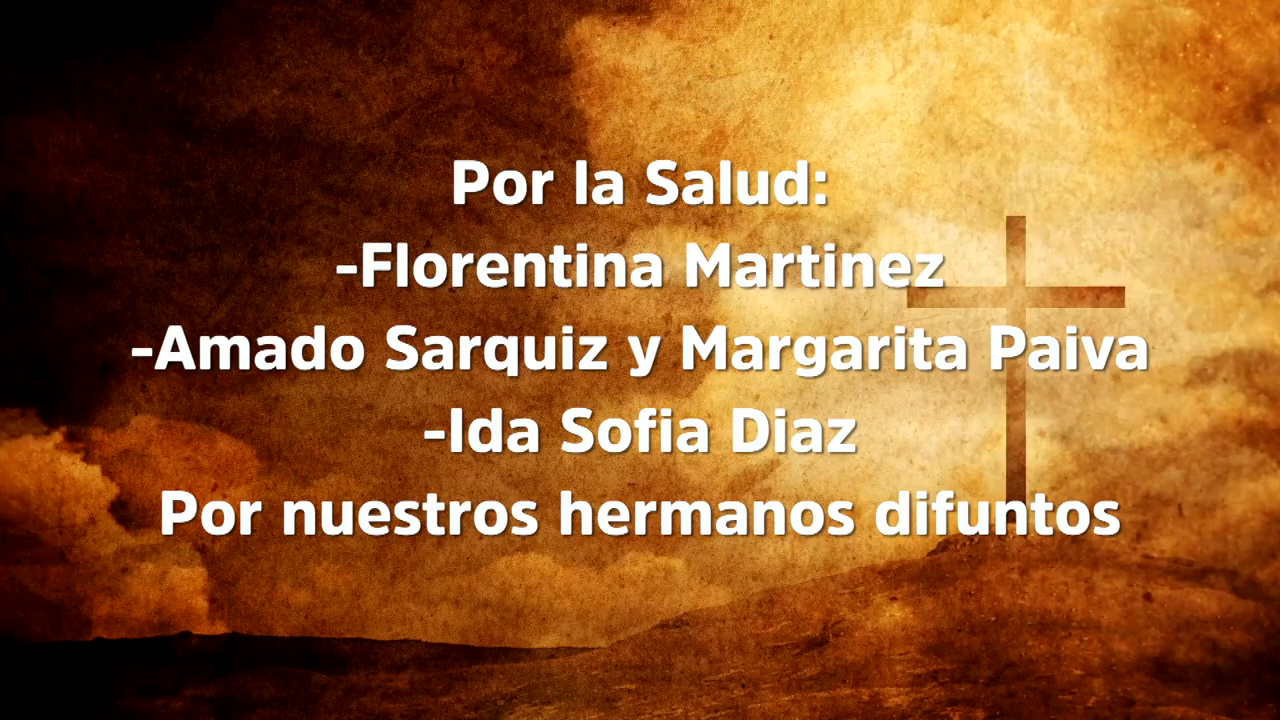 Por la Salud:
-Florentina Martinez
-Amado Sarquiz y Margarita Paiva
-Ida Sofia Diaz
Por nuestros hermanos difuntos